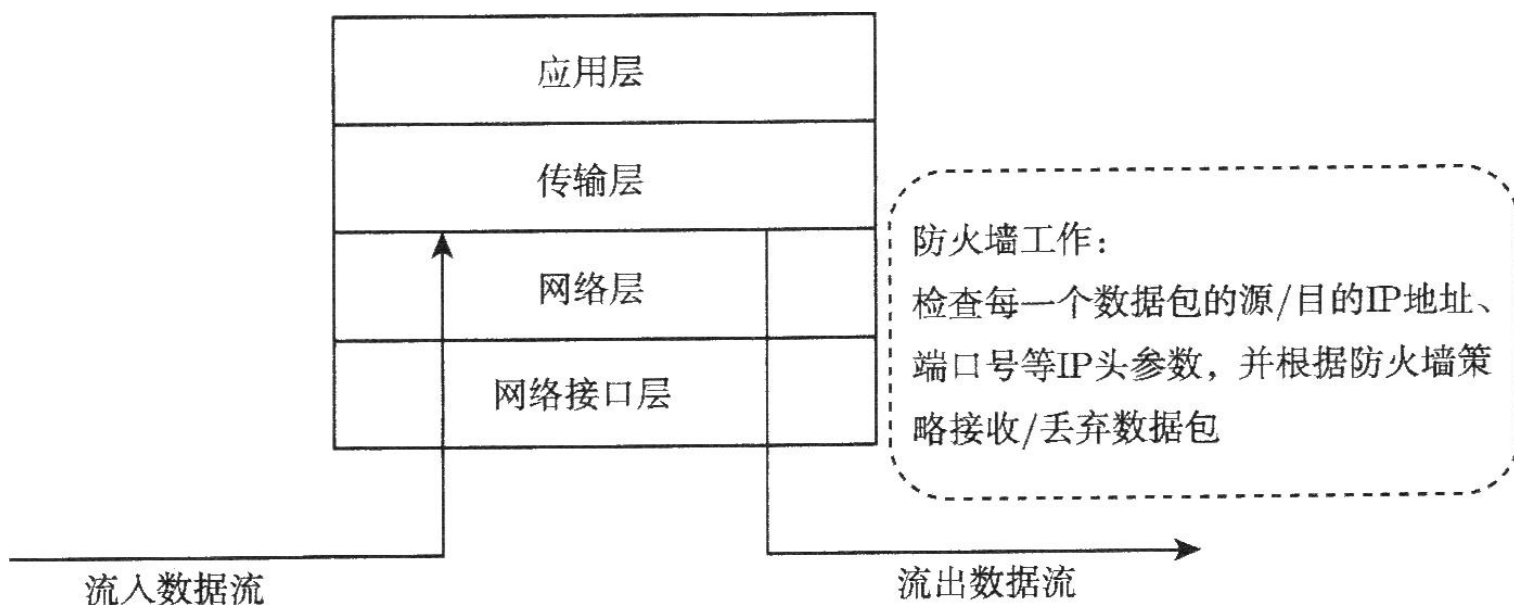 应用层
传输层
网络层
网络接口层
防火墙工作：
检查每一个数据包的源/目的IP地址、
端口号等IP头参数，并根据防火墙策
略接收/丢弃数据包
流入数据流
流出数据流